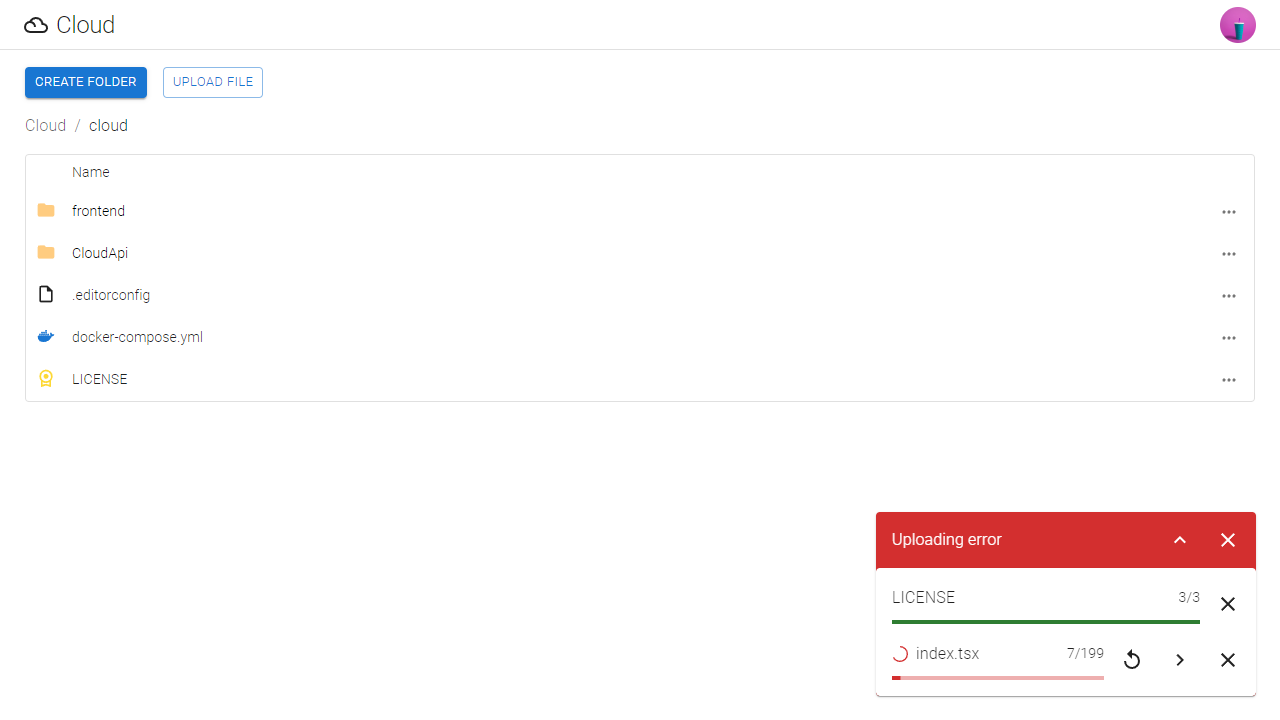 Cloud
CREATE FOLDER UPLOAD FILE
Cloud / cloud
Name
frontend
CloudApi
.editorconfig
docker-compose.yml
LICENSE
Uploading error
LICENSE 3/3
index.tsx 7/199